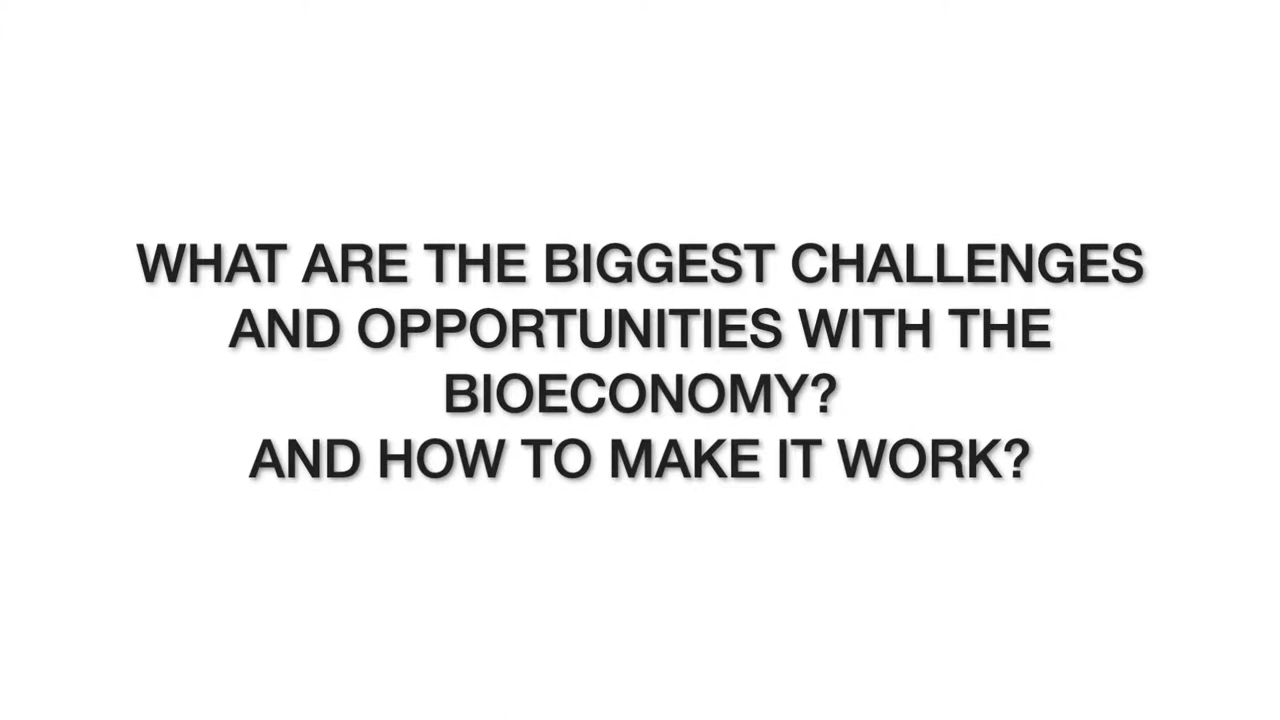 WHAT ARE THE BIGGEST CHALLENGES
AND OPPORTUNITIES WITH THE
BIOECONOMY?
AND HOW TO MAKE IT WORK?